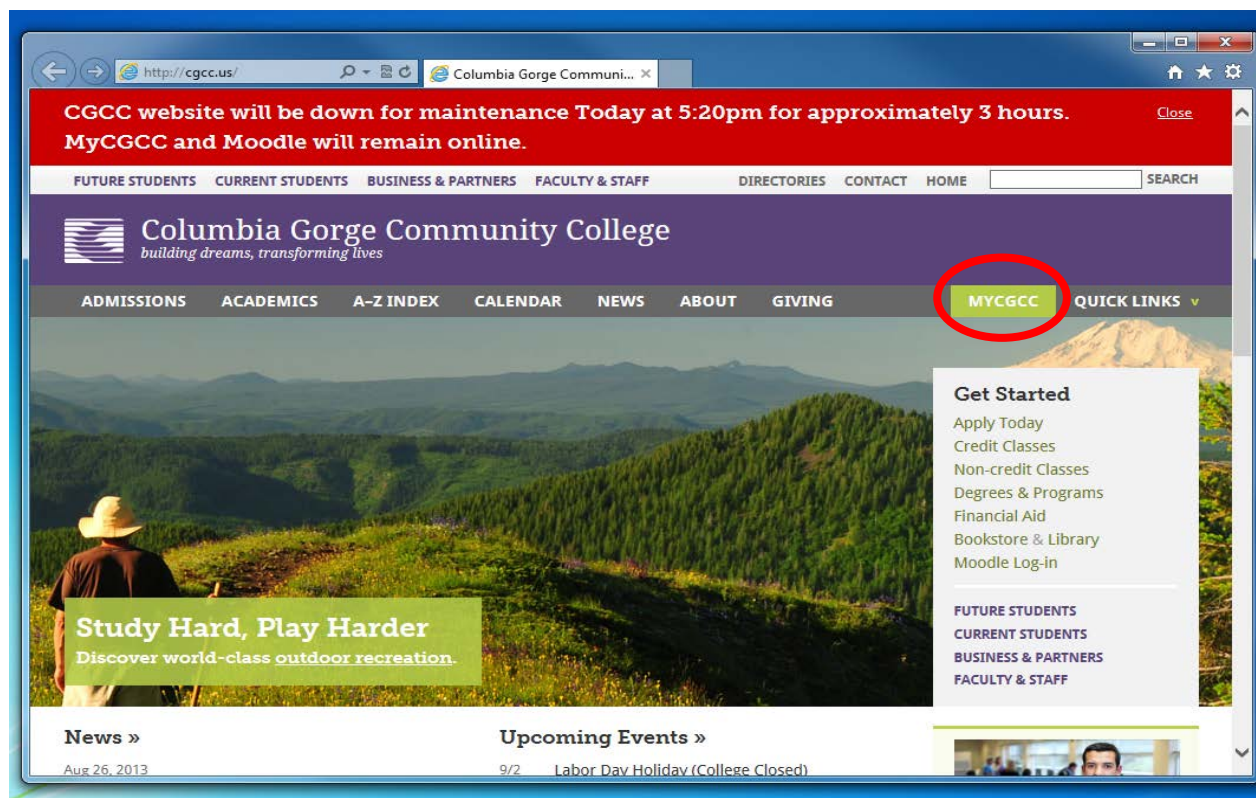 http://cgcc.us/
Columbia Gorge Communi...
CGCC website will be down for maintenance Today at 5:20pm for approximately 3 hours.
MyCGCC and Moodle will remain online.
Close
FUTURE STUDENTS CURRENT STUDENTS BUSINESS & PARTNERS FACULTY & STAFF DIRECTORIES CONTACT HOME SEARCH
Columbia Gorge Community College
building dreams, transforming lives
ADMISSIONS ACADEMICS A–Z INDEX CALENDAR NEWS ABOUT GIVING MYCGCC QUICK LINKS v
Get Started
Apply Today
Credit Classes
Non-credit Classes
Degrees & Programs
Financial Aid
Bookstore & Library
Moodle Log-in
FUTURE STUDENTS
CURRENT STUDENTS
BUSINESS & PARTNERS
FACULTY & STAFF
Study Hard, Play Harder
Discover world-class outdoor recreation.
News »
Aug 26, 2013
Upcoming Events »
9/2 Labor Day Holiday (College Closed)